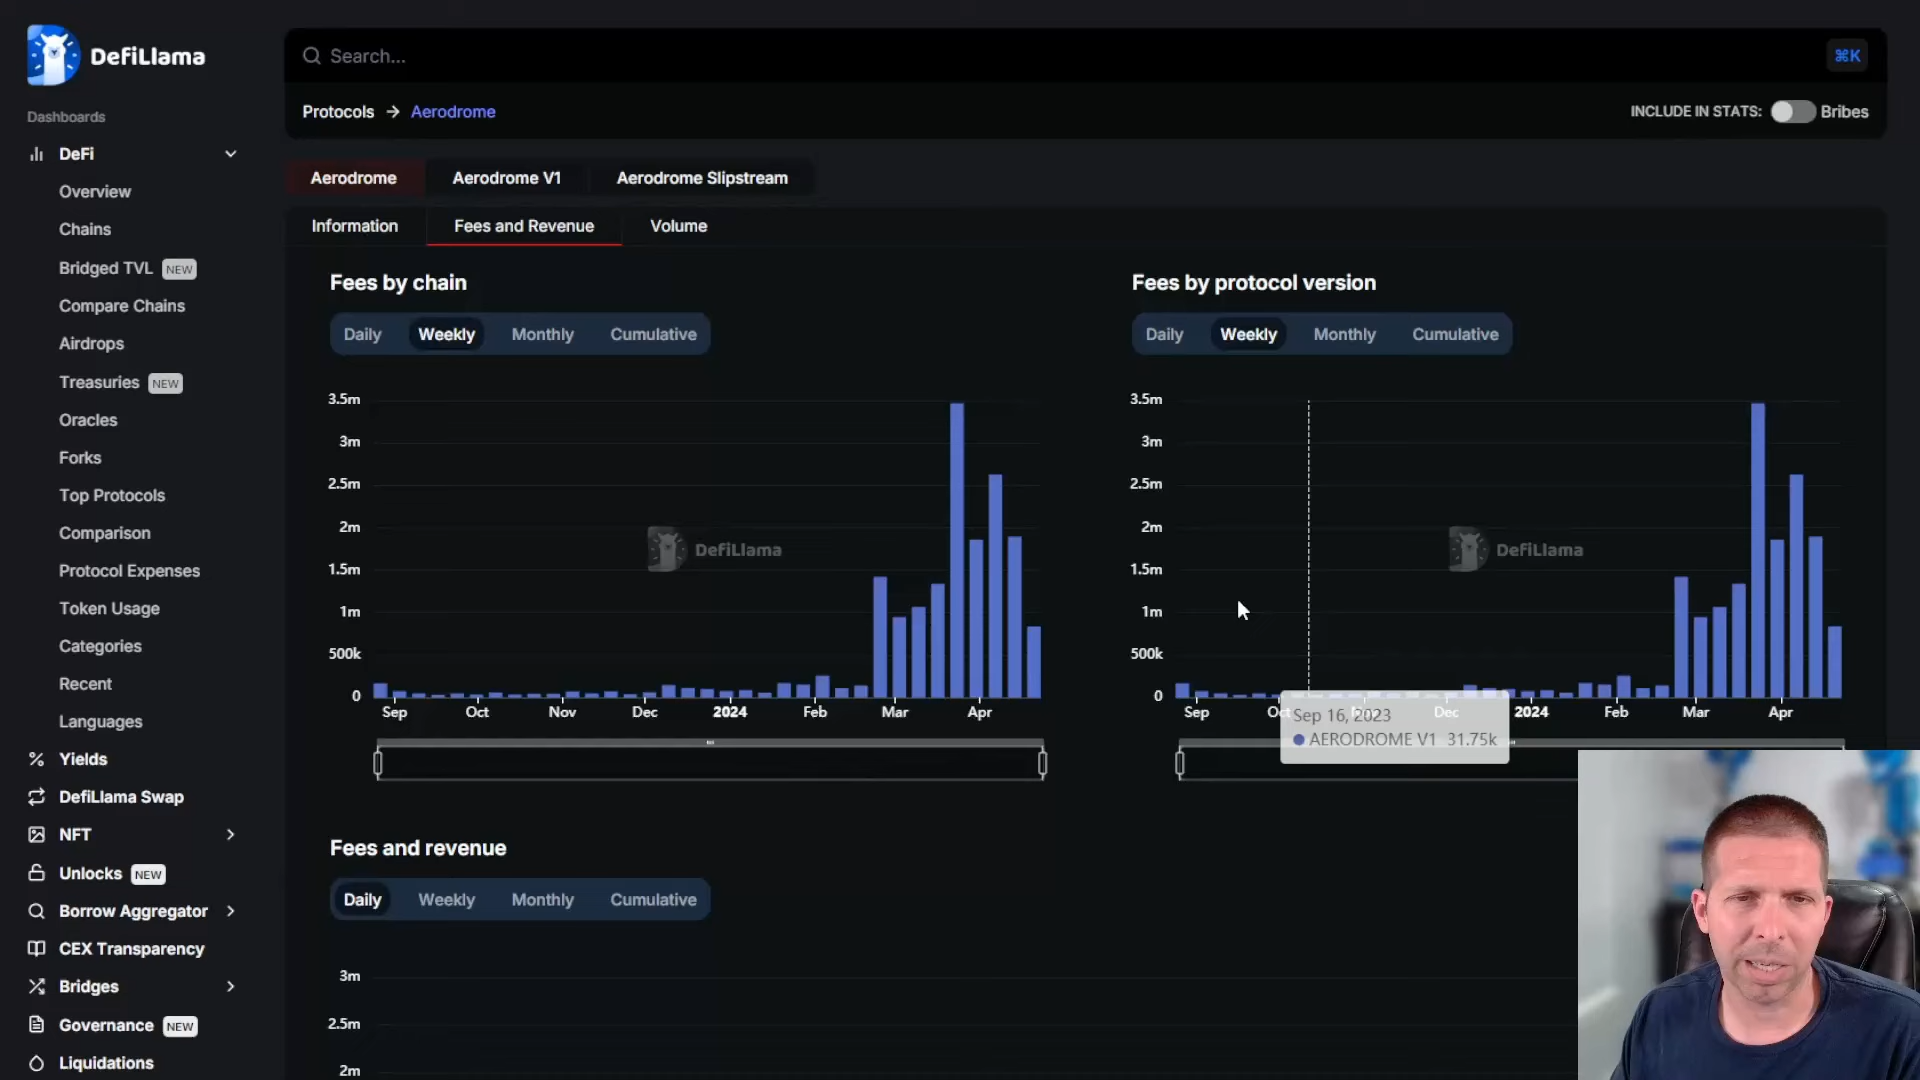 DefiLlama
Search...
⌘K
Dashboards
Protocols → Aerodrome
INCLUDE IN STATS: Bribes
DeFi
Overview
Chains
Bridged TVL NEW
Compare Chains
Airdrops
Treasuries NEW
Oracles
Forks
Top Protocols
Comparison
Protocol Expenses
Token Usage
Categories
Recent
Languages
Yields
DefiLlama Swap
NFT
Unlocks NEW
Borrow Aggregator
CEX Transparency
Bridges
Governance NEW
Liquidations
Aerodrome Aerodrome V1 Aerodrome Slipstream
Information Fees and Revenue Volume
Fees by chain
Daily Weekly Monthly Cumulative
3.5m
3m
2.5m
2m
1.5m
1m
500k
0
DefiLlama
Sep Oct Nov Dec 2024 Feb Mar Apr
Fees by protocol version
Daily Weekly Monthly Cumulative
3.5m
3m
2.5m
2m
1.5m
1m
500k
0
DefiLlama
Sep Oct Nov Dec 2024 Feb Mar Apr
Sep 16, 2023
AERODROME V1 31.75k
Fees and revenue
Daily Weekly Monthly Cumulative
3m
2.5m
2m